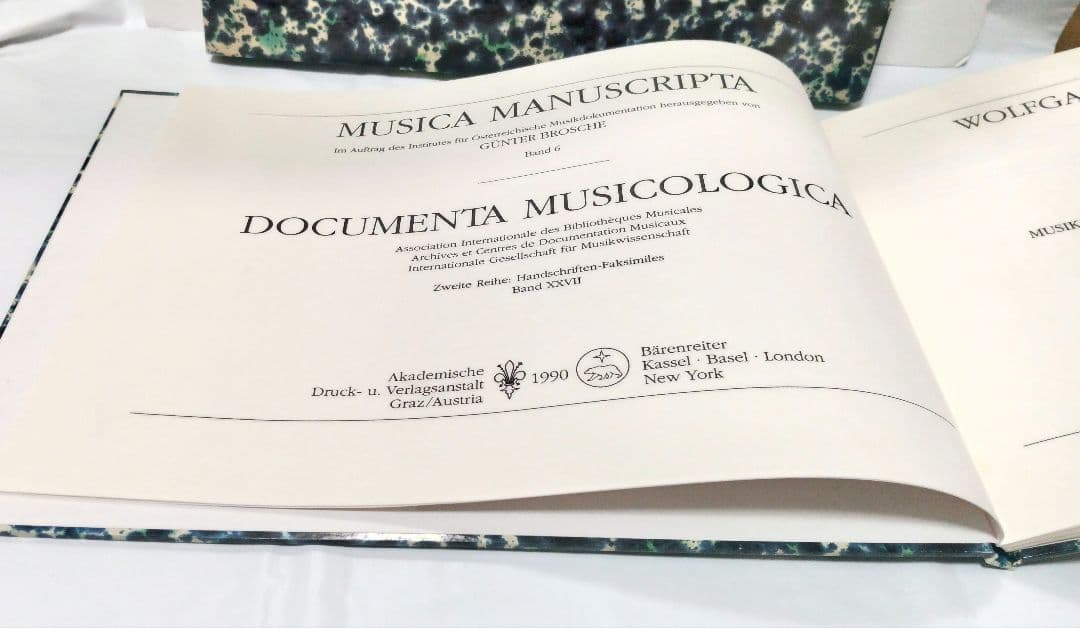 MUSICA MANUSCRIPTA
Im Auftrag des Institutes für Österreichische Musikdokumentation herausgegeben von
GÜNTER BROSCHE
Band 6
DOCUMENTA MUSICOLOGICA
Association Internationale des Bibliothèques Musicales
Archives et Centres de Documentation Musicaux
Internationale Gesellschaft für Musikwissenschaft
Zweite Reihe: Handschriften-Faksimiles
Band XXVII
Akademische
Druck- u. Verlagsanstalt
Graz/Austria
1990
Bärenreiter
Kassel · Basel · London
New York
WOLFGA
MUSIK